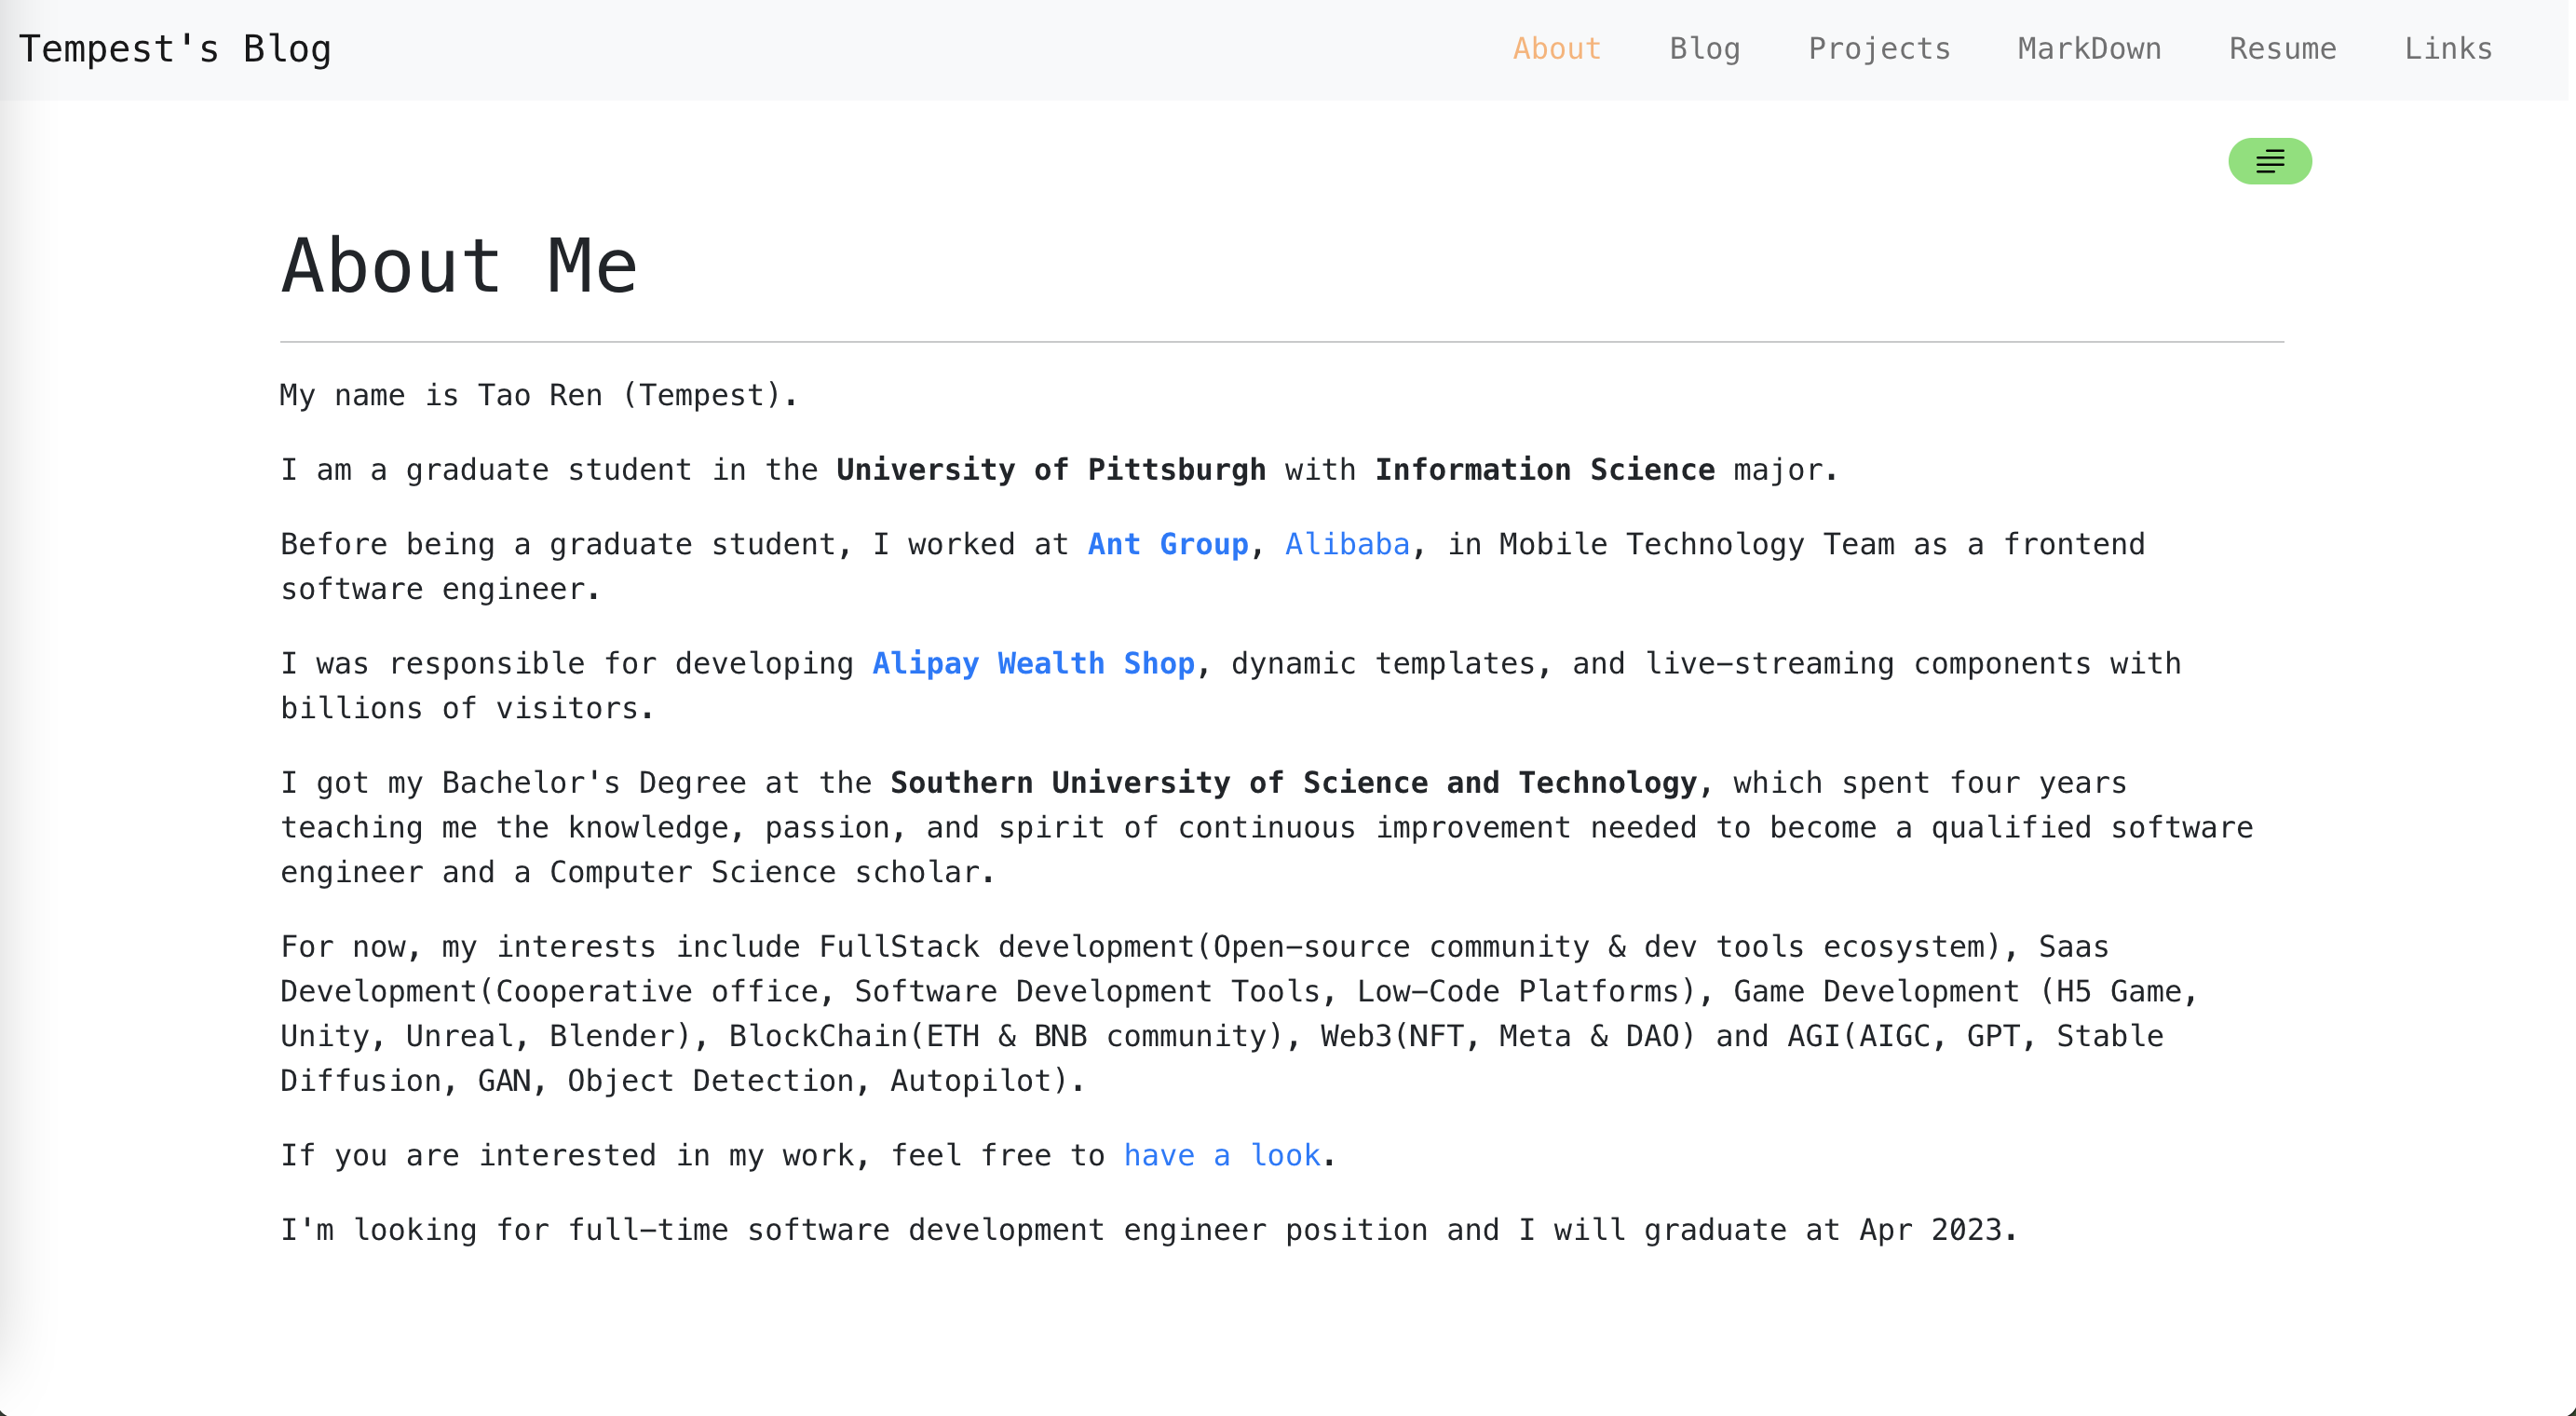 Tempest's Blog
About Blog Projects MarkDown Resume Links
About Me
My name is Tao Ren (Tempest).
I am a graduate student in the University of Pittsburgh with Information Science major.
Before being a graduate student, I worked at Ant Group, Alibaba, in Mobile Technology Team as a frontend
software engineer.
I was responsible for developing Alipay Wealth Shop, dynamic templates, and live-streaming components with
billions of visitors.
I got my Bachelor's Degree at the Southern University of Science and Technology, which spent four years
teaching me the knowledge, passion, and spirit of continuous improvement needed to become a qualified software
engineer and a Computer Science scholar.
For now, my interests include FullStack development(Open-source community & dev tools ecosystem), Saas
Development(Cooperative office, Software Development Tools, Low-Code Platforms), Game Development (H5 Game,
Unity, Unreal, Blender), BlockChain(ETH & BNB community), Web3(NFT, Meta & DAO) and AGI(AIGC, GPT, Stable
Diffusion, GAN, Object Detection, Autopilot).
If you are interested in my work, feel free to have a look.
I'm looking for full-time software development engineer position and I will graduate at Apr 2023.